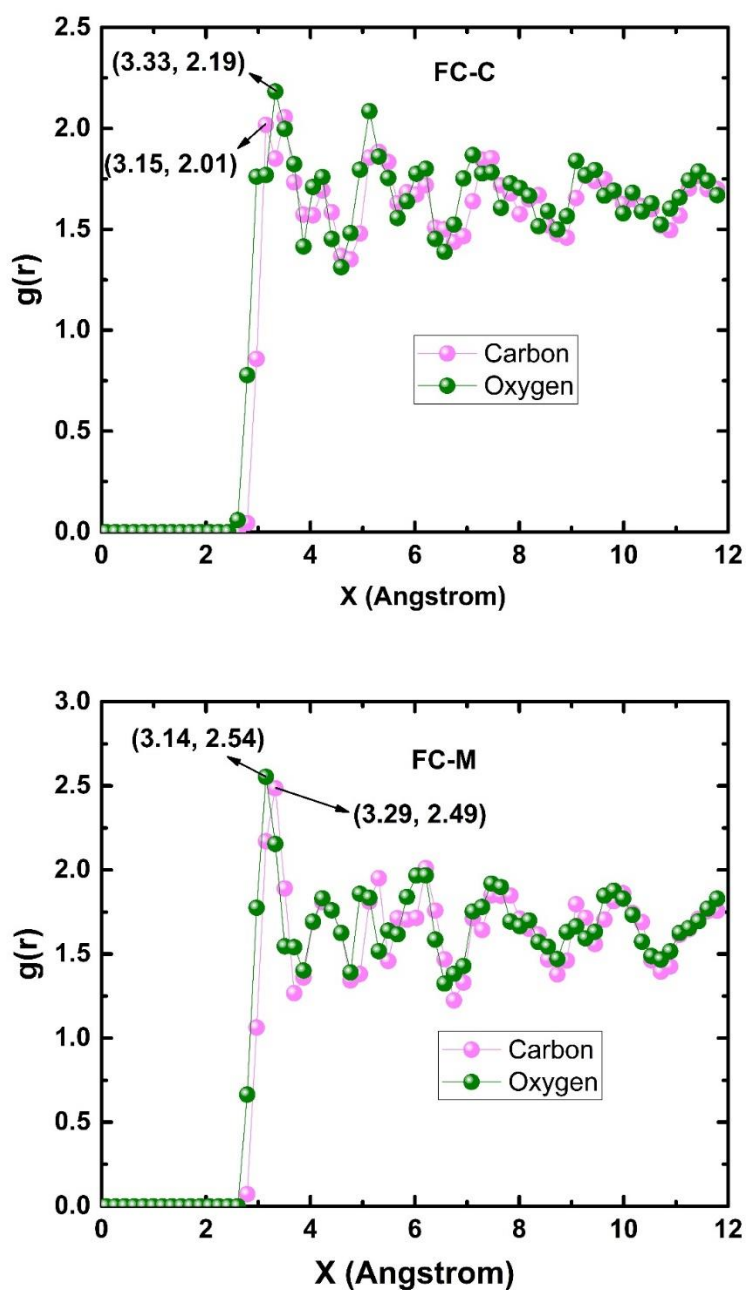 2.5
(3.33, 2.19)
FC-C
2.0
(3.15, 2.01)
1.5
g(r)
1.0
Carbon
Oxygen
0.5
0.0
0 2 4 6 8 10 12
X (Angstrom)
3.0
(3.14, 2.54)
FC-M
2.5
(3.29, 2.49)
2.0
g(r)
1.5
1.0
Carbon
Oxygen
0.5
0.0
0 2 4 6 8 10 12
X (Angstrom)